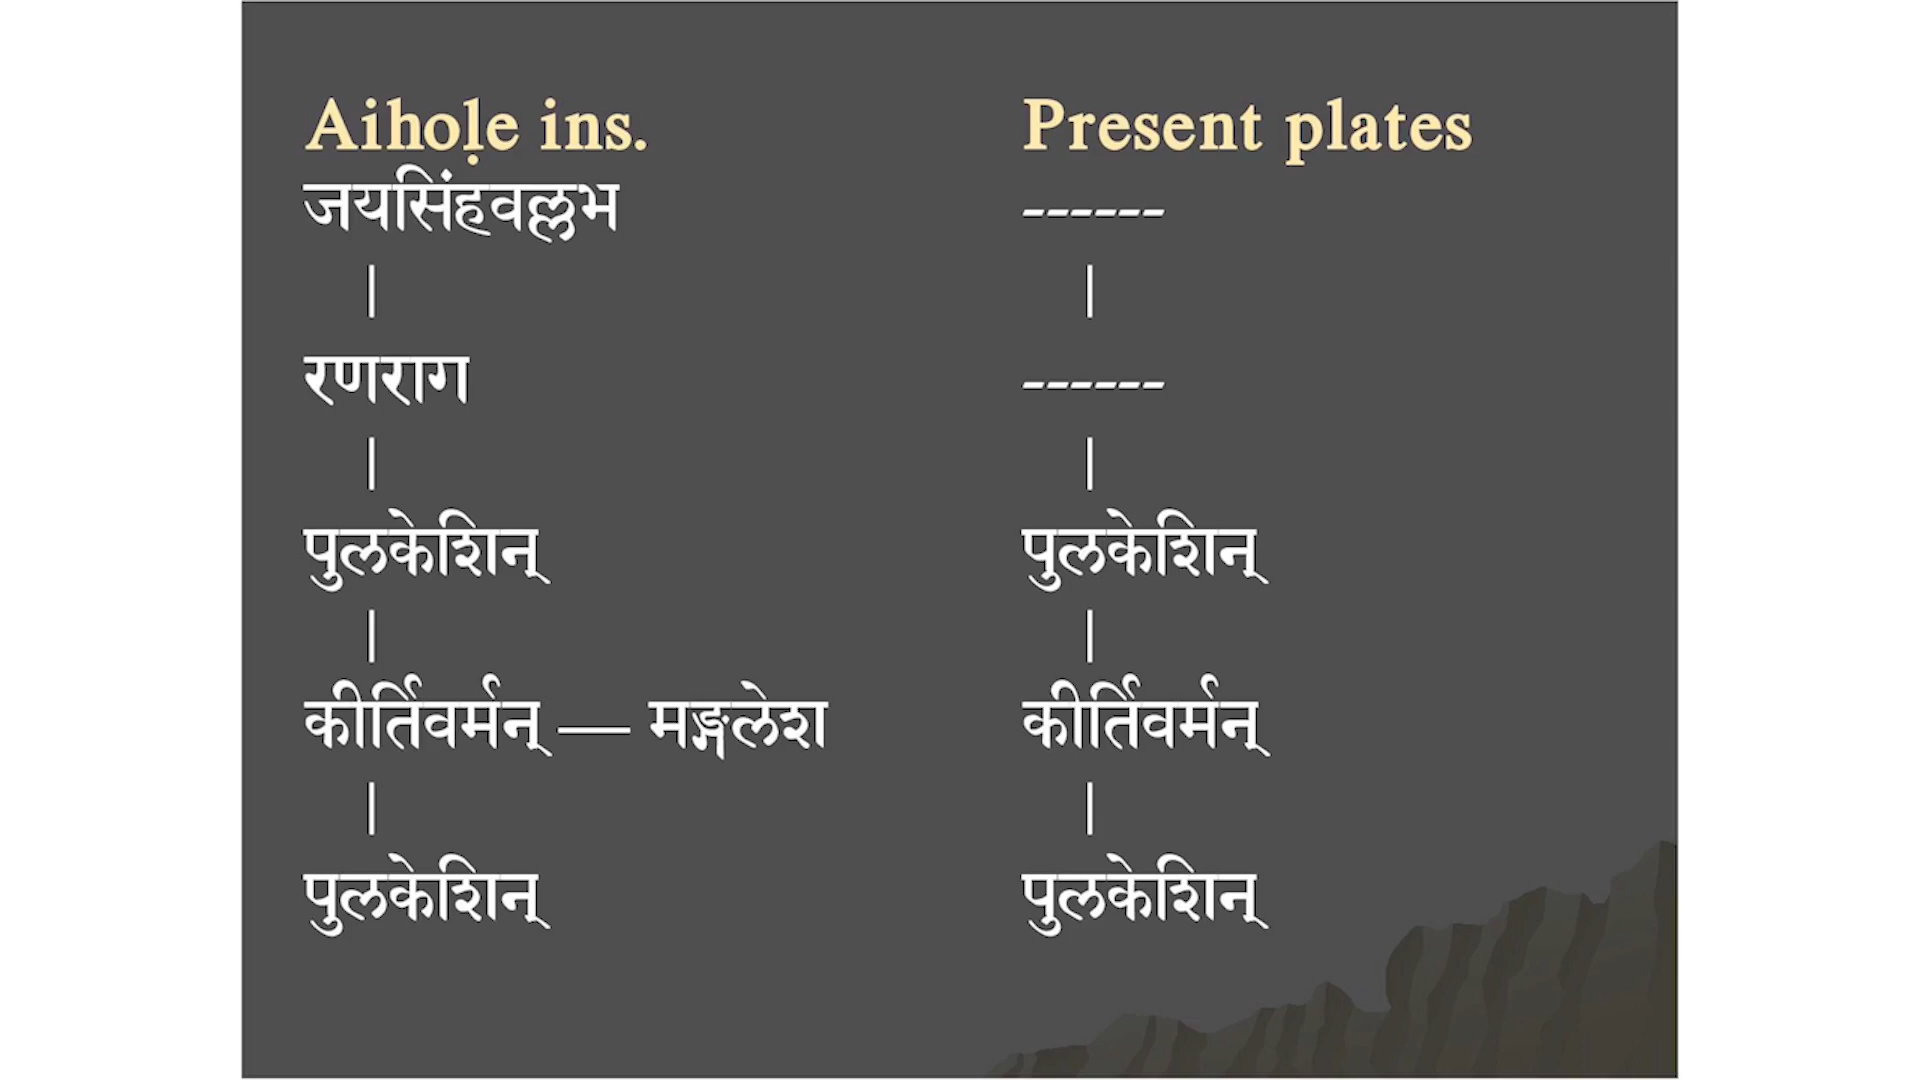 Aihoḷe ins. Present plates
जयसिंहवल्लभ ------
| |
रणराग ------
| |
पुलकेशिन् पुलकेशिन्
| |
कीर्तिवर्मन् — मङ्गलेश कीर्तिवर्मन्
| |
पुलकेशिन् पुलकेशिन्